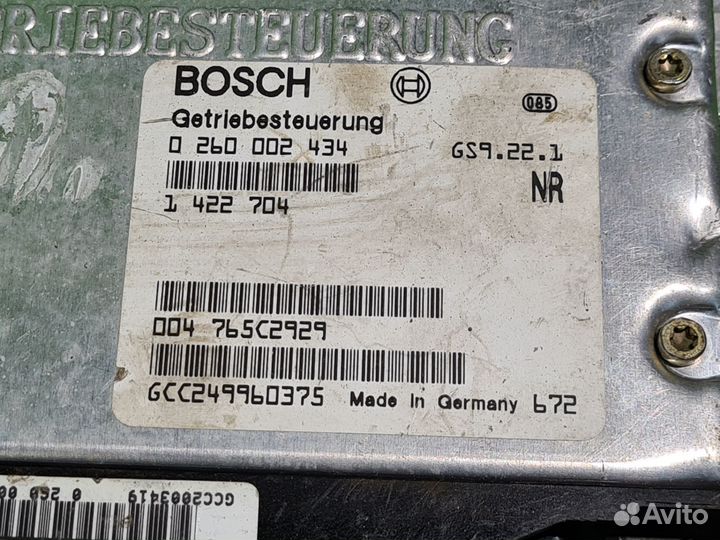 RIEBESTEUERUNG
BOSCH
085
Getriebesteuerung
0 260 002 434
GS9.22.1
NR
1 422 704
004 765C2929
GCC249960375 Made in Germany 672
GCC2003419 0 260 00
Avito